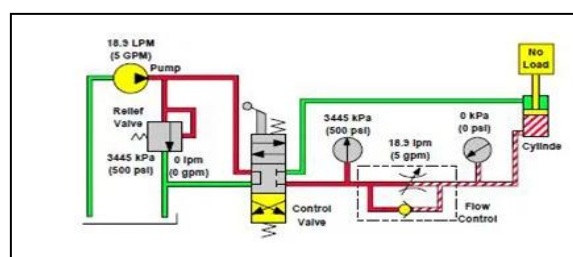 18.9 LPM
(5 GPM)
Pump
No
Load
Relief
Valve
3445 kPa
(500 psi)
0 lpm
(0 gpm)
3445 kPa
(500 psi)
0 kPa
(0 psi)
18.9 lpm
(5 gpm)
Cylinde
Control
Valve
Flow
Control